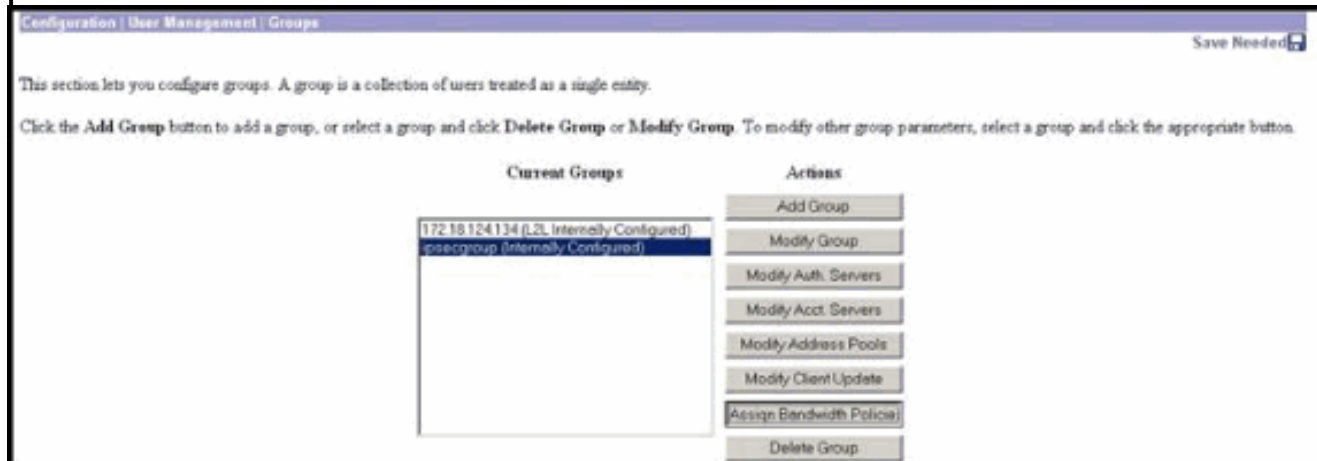 Configuration | User Management | Groups
Save Needed
This section lets you configure groups. A group is a collection of users treated as a single entity.
Click the Add Group button to add a group, or select a group and click Delete Group or Modify Group. To modify other group parameters, select a group and click the appropriate button.
Current Groups
Actions
172.18.124.134 (L2L Internally Configured)
ipsecgroup (Internally Configured)
Add Group
Modify Group
Modify Auth. Servers
Modify Acct. Servers
Modify Address Pools
Modify Client Update
Assign Bandwidth Policies
Delete Group